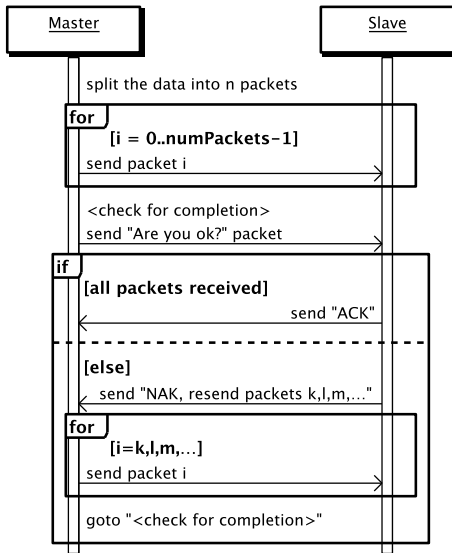 Master
Slave
split the data into n packets
for
[i = 0..numPackets-1]
send packet i
<check for completion>
send "Are you ok?" packet
if
[all packets received]
send "ACK"
[else]
send "NAK, resend packets k,l,m,..."
for
[i=k,l,m,...]
send packet i
goto "<check for completion>"